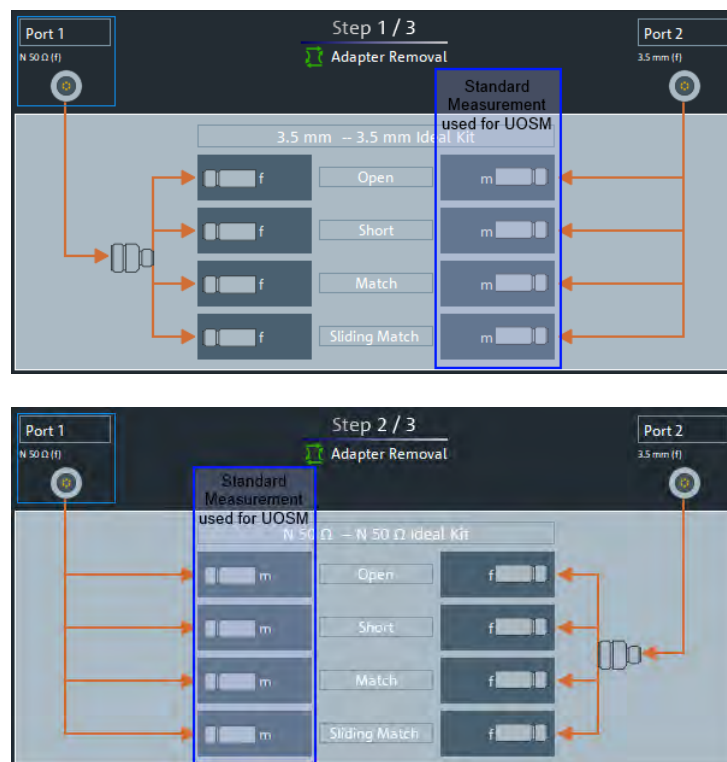 Port 1
N 50 Ω (f)
Step 1 / 3
Adapter Removal
Port 2
3.5 mm (f)
Standard
Measurement
used for UOSM
3.5 mm -- 3.5 mm Ideal Kit
f Open m
f Short m
f Match m
f Sliding Match m
Port 1
N 50 Ω (f)
Step 2 / 3
Adapter Removal
Port 2
3.5 mm (f)
Standard
Measurement
used for UOSM
N 50 Ω -- N 50 Ω Ideal Kit
m Open f
m Short f
m Match f
m Sliding Match f